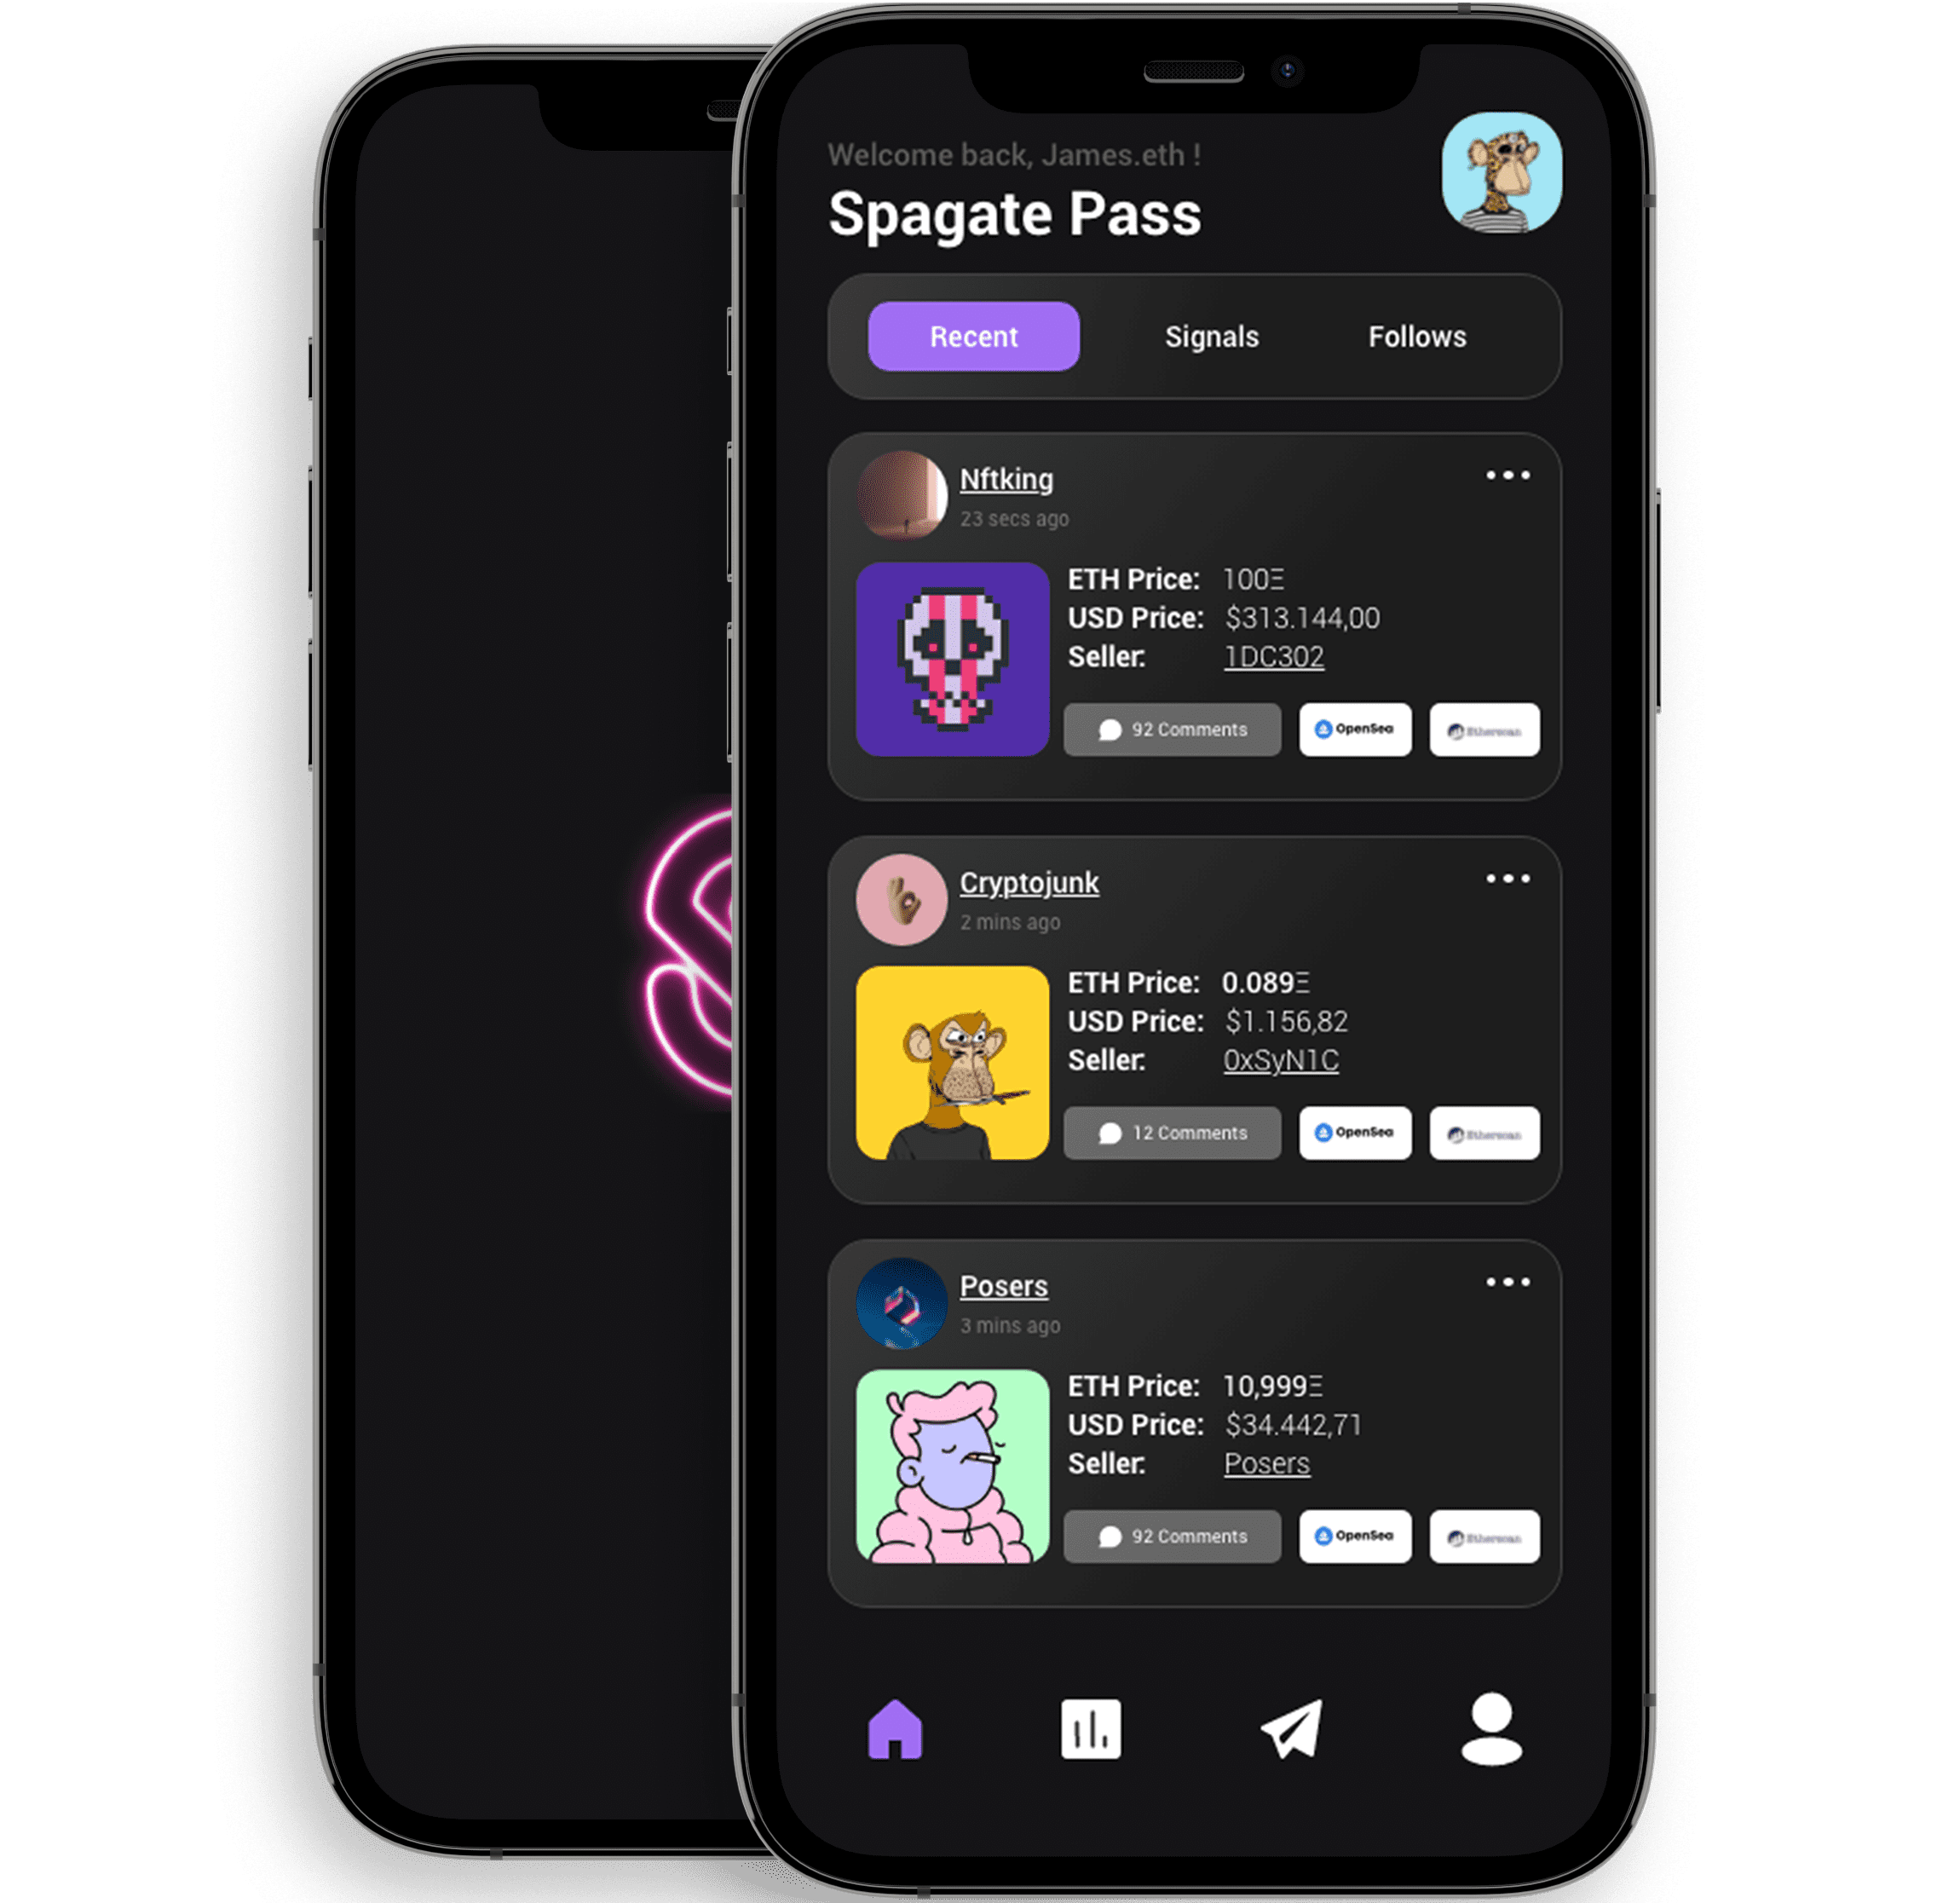 Welcome back, James.eth !
Spagate Pass
Recent Signals Follows
Nftking
23 secs ago
ETH Price: 100Ξ
USD Price: $313.144,00
Seller: 1DC302
92 Comments OpenSea Etherscan
Cryptojunk
2 mins ago
ETH Price: 0.089Ξ
USD Price: $1.156,82
Seller: 0xSyN1C
12 Comments OpenSea Etherscan
Posers
3 mins ago
ETH Price: 10,999Ξ
USD Price: $34.442,71
Seller: Posers
92 Comments OpenSea Etherscan